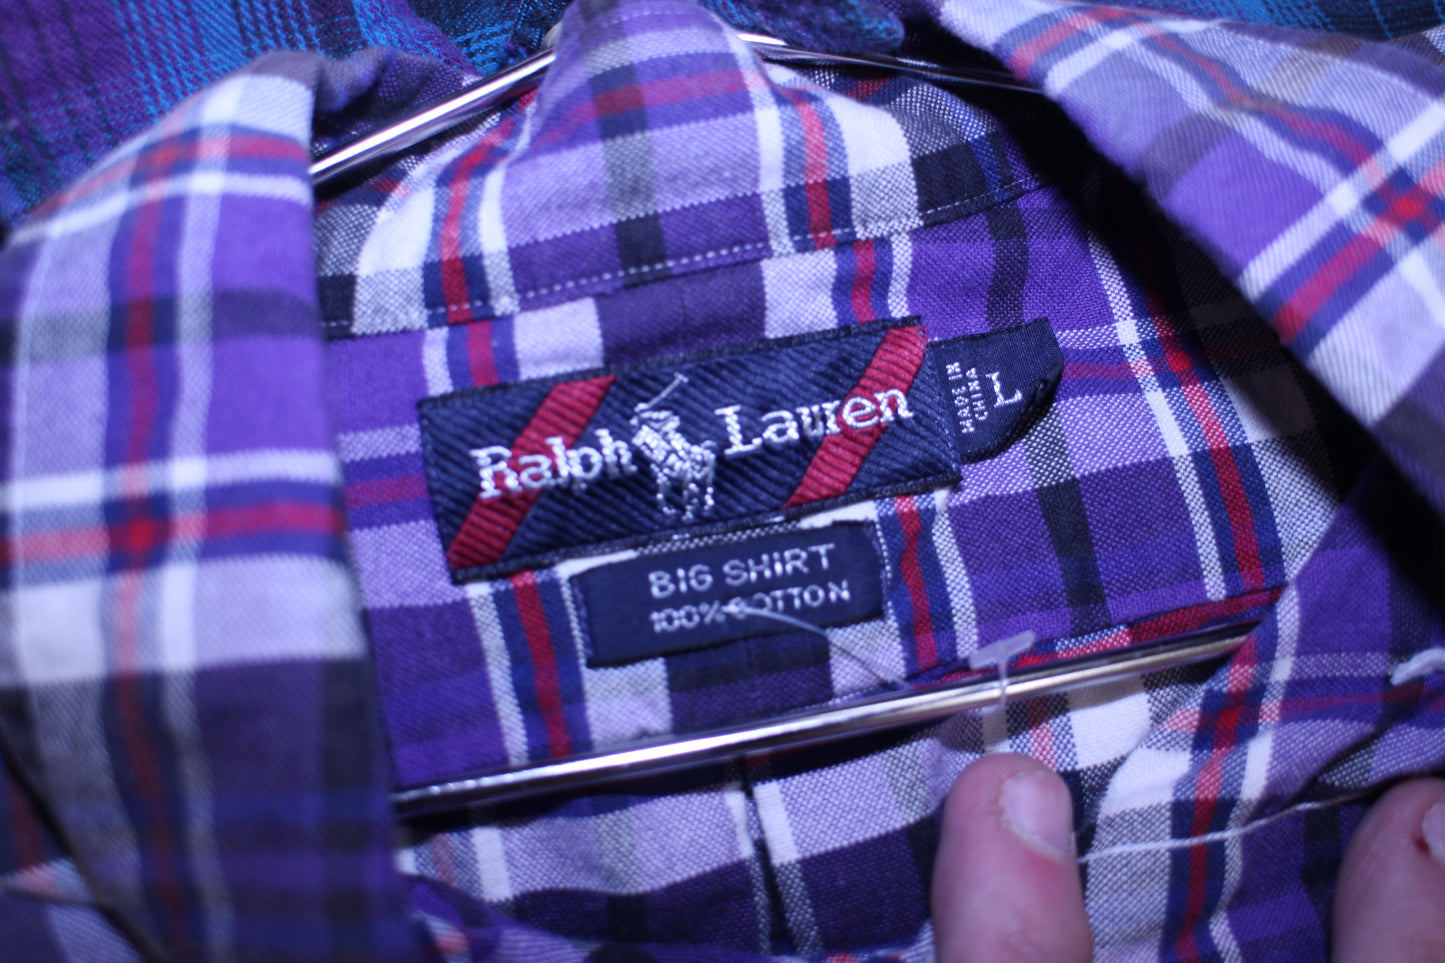 Ralph Lauren
MADE IN
CHINA
L
BIG SHIRT
100% COTTON